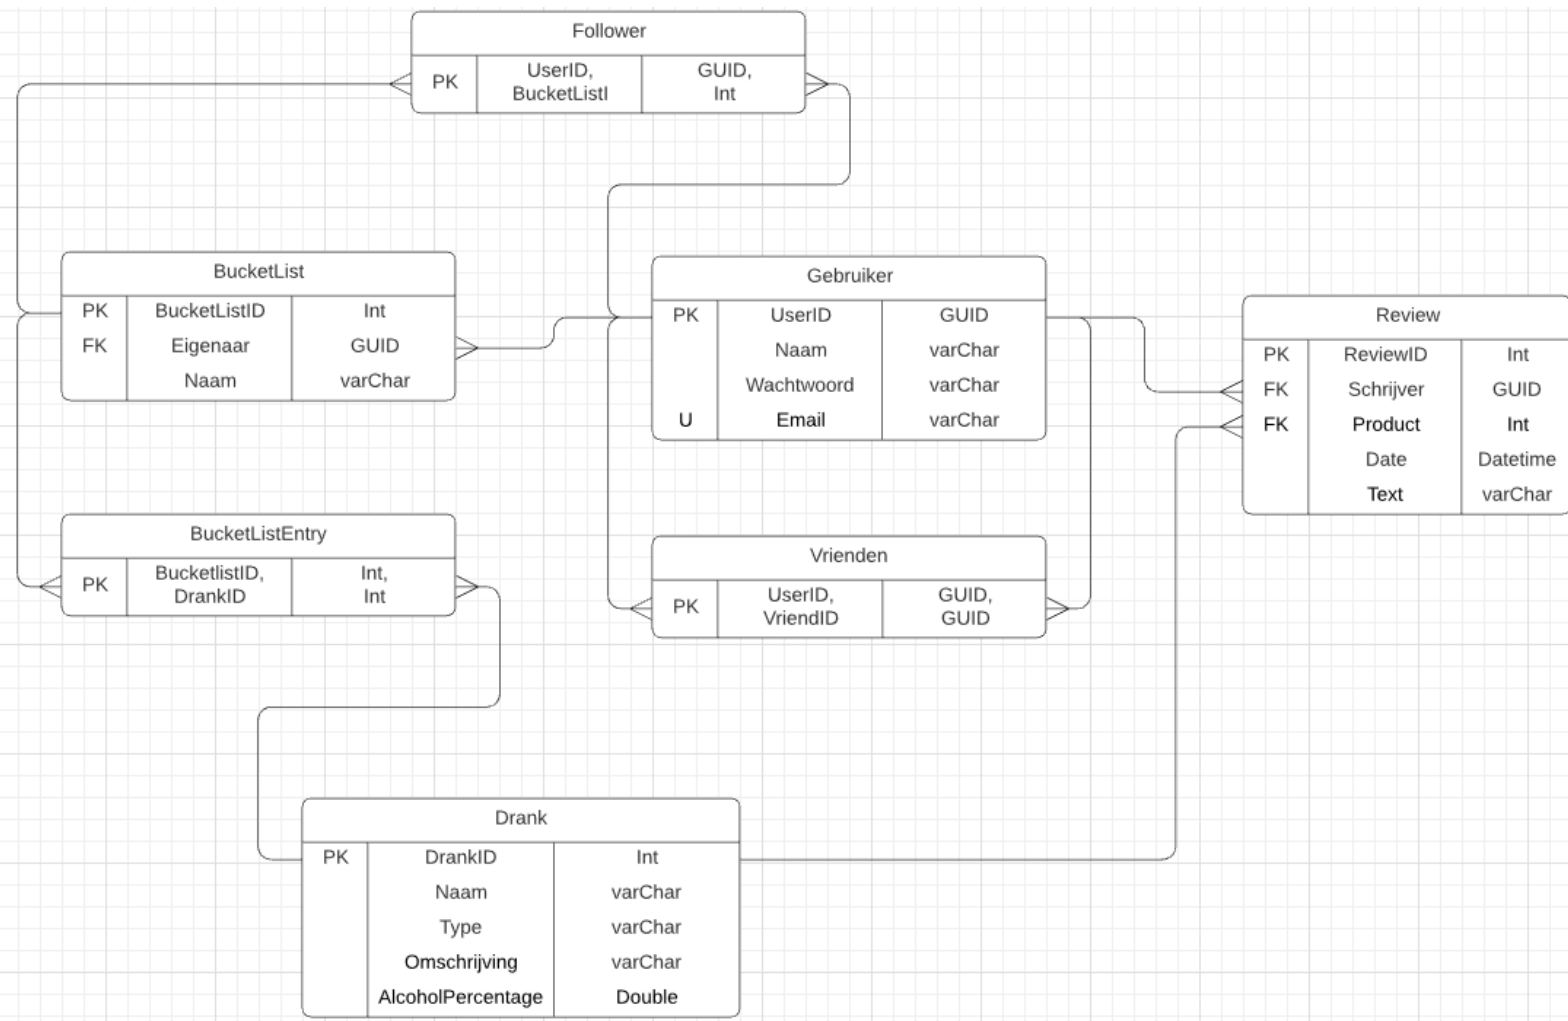 Follower
PK UserID, GUID,
BucketListI Int
BucketList
PK BucketListID Int
FK Eigenaar GUID
Naam varChar
Gebruiker
PK UserID GUID
Naam varChar
Wachtwoord varChar
U Email varChar
Review
PK ReviewID Int
FK Schrijver GUID
FK Product Int
Date Datetime
Text varChar
BucketListEntry
PK BucketlistID, Int,
DrankID Int
Vrienden
PK UserID, GUID,
VriendID GUID
Drank
PK DrankID Int
Naam varChar
Type varChar
Omschrijving varChar
AlcoholPercentage Double